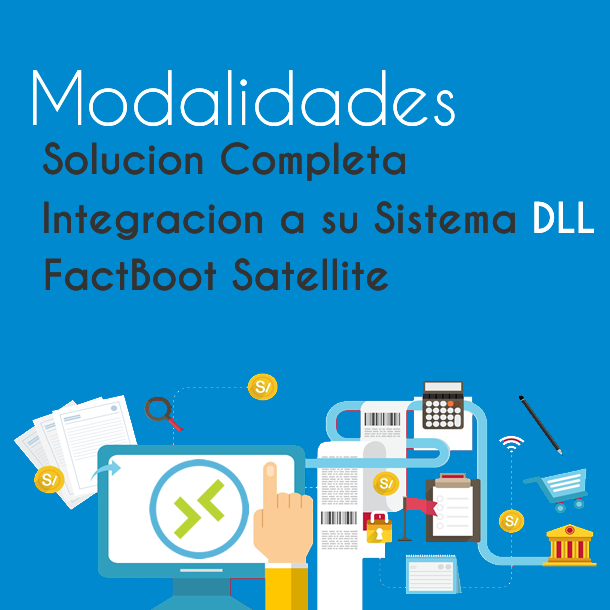 Modalidades
Solucion Completa
Integracion a su Sistema DLL
FactBoot Satellite
S/
S/
S/
S/